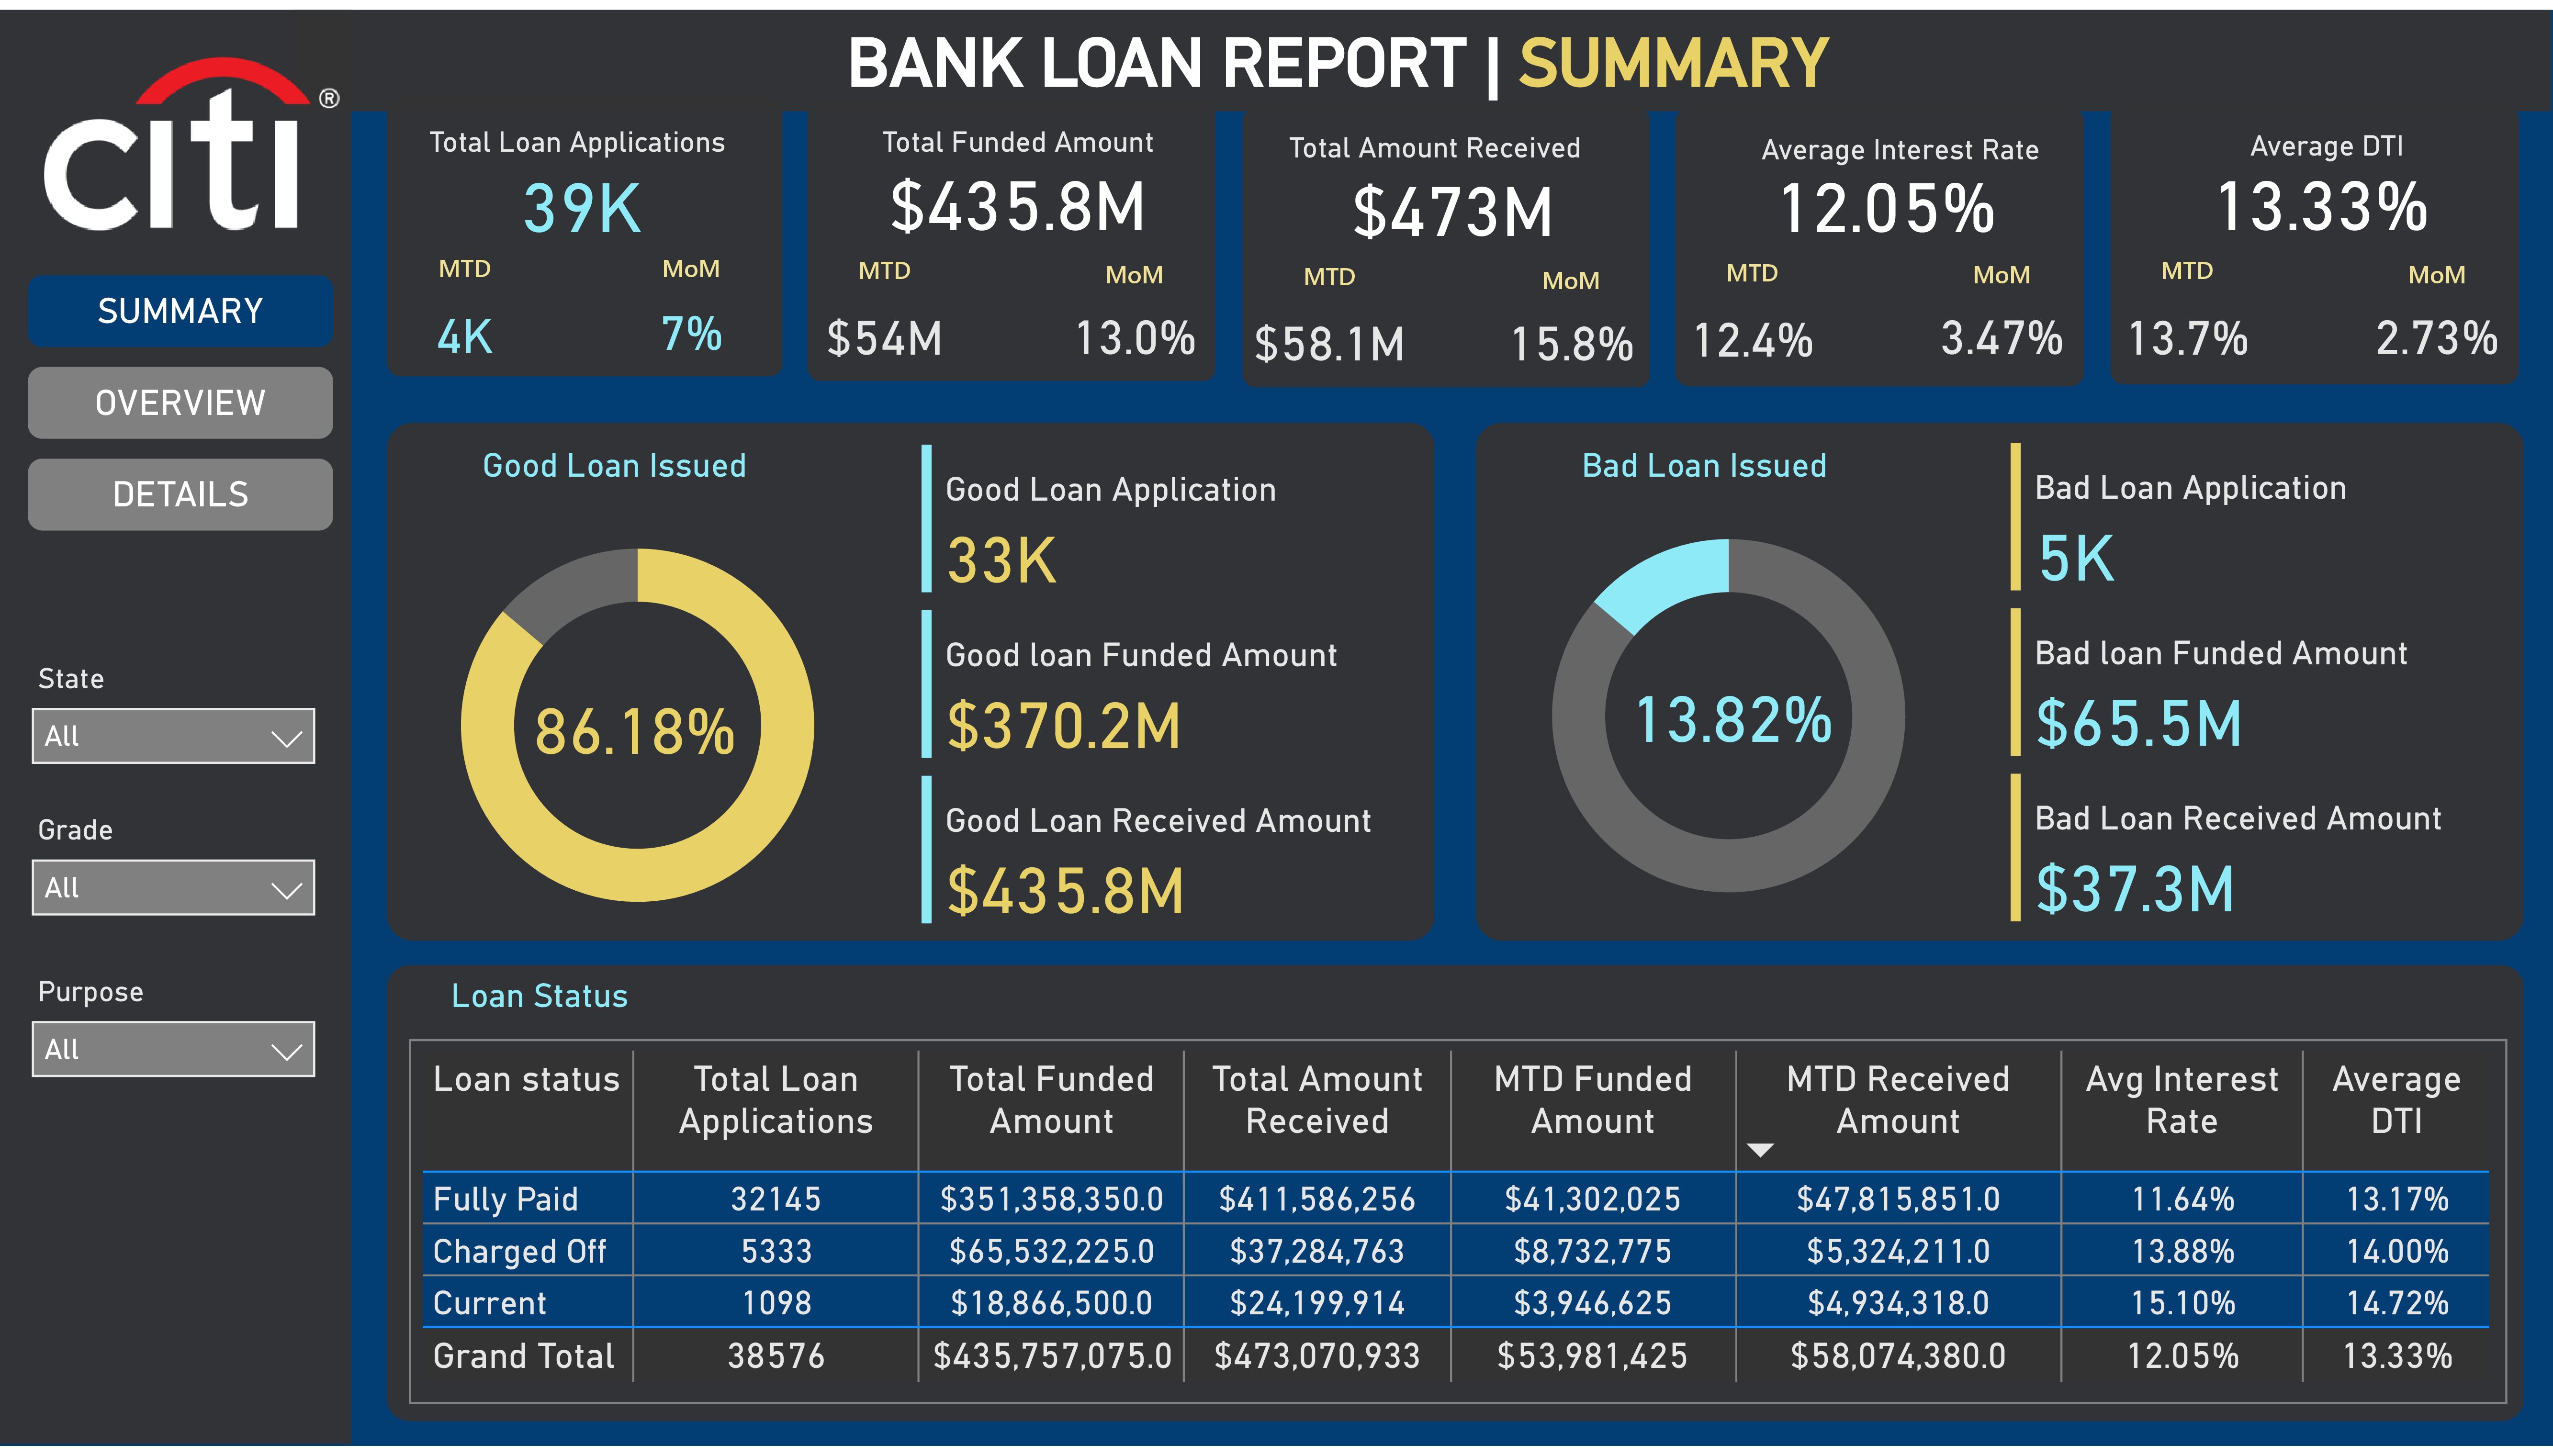 citi®
BANK LOAN REPORT | SUMMARY
SUMMARY
OVERVIEW
DETAILS
State
All
Grade
All
Purpose
All
Total Loan Applications
39K
MTD MoM
4K 7%
Total Funded Amount
$435.8M
MTD MoM
$54M 13.0%
Total Amount Received
$473M
MTD MoM
$58.1M 15.8%
Average Interest Rate
12.05%
MTD MoM
12.4% 3.47%
Average DTI
13.33%
MTD MoM
13.7% 2.73%
Good Loan Issued
86.18%
Good Loan Application
33K
Good loan Funded Amount
$370.2M
Good Loan Received Amount
$435.8M
Bad Loan Issued
13.82%
Bad Loan Application
5K
Bad loan Funded Amount
$65.5M
Bad Loan Received Amount
$37.3M
Loan Status
Loan status Total Loan Total Funded Total Amount MTD Funded MTD Received Avg Interest Average
Applications Amount Received Amount Amount Rate DTI
Fully Paid 32145 $351,358,350.0 $411,586,256 $41,302,025 $47,815,851.0 11.64% 13.17%
Charged Off 5333 $65,532,225.0 $37,284,763 $8,732,775 $5,324,211.0 13.88% 14.00%
Current 1098 $18,866,500.0 $24,199,914 $3,946,625 $4,934,318.0 15.10% 14.72%
Grand Total 38576 $435,757,075.0 $473,070,933 $53,981,425 $58,074,380.0 12.05% 13.33%